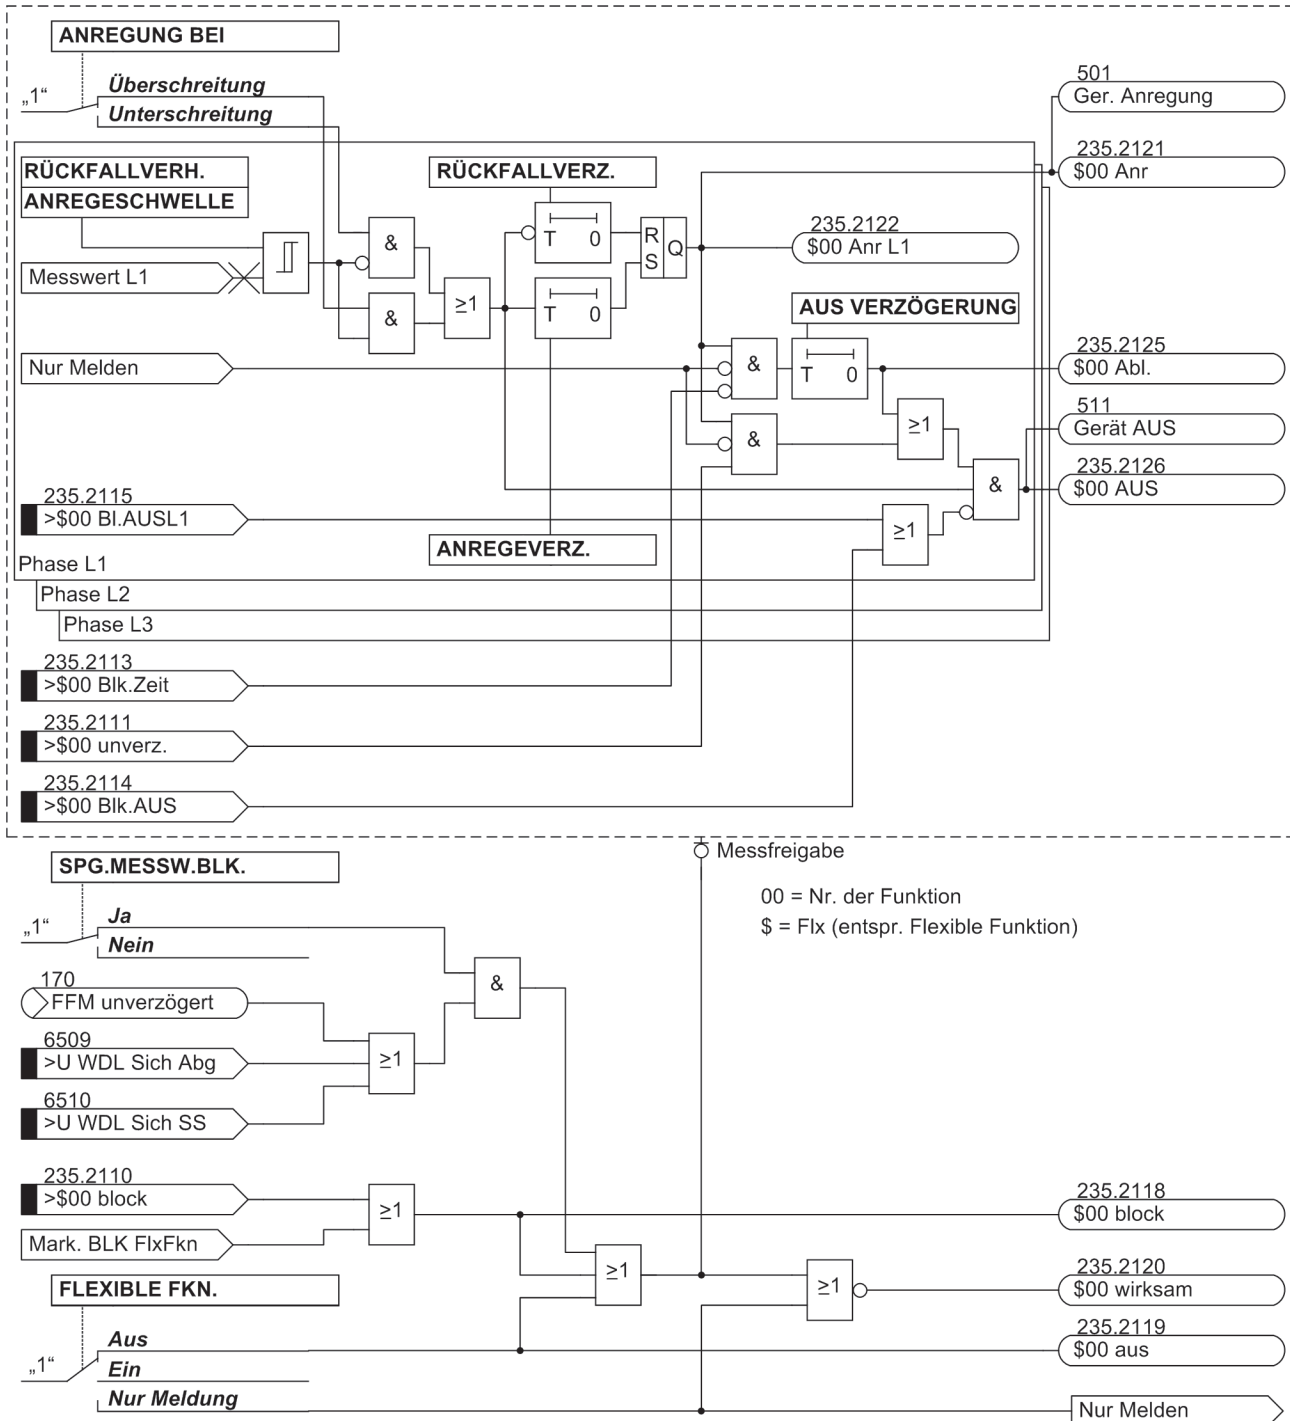 ANREGUNG BEI
„1“
Überschreitung
Unterschreitung
501
Ger. Anregung
235.2121
$00 Anr
RÜCKFALLVERH.
ANREGESCHWELLE
RÜCKFALLVERZ.
Messwert L1
&
&
≥1
T 0
T 0
R
S
Q
235.2122
$00 Anr L1
AUS VERZÖGERUNG
Nur Melden
&
T 0
235.2125
$00 Abl.
&
≥1
511
Gerät AUS
235.2126
$00 AUS
&
235.2115
>$00 Bl.AUSL1
≥1
ANREGEVERZ.
Phase L1
Phase L2
Phase L3
235.2113
>$00 Blk.Zeit
235.2111
>$00 unverz.
235.2114
>$00 Blk.AUS
Messfreigabe
SPG.MESSW.BLK.
00 = Nr. der Funktion
$ = Flx (entspr. Flexible Funktion)
„1“
Ja
Nein
&
170
FFM unverzögert
6509
>U WDL Sich Abg
≥1
6510
>U WDL Sich SS
235.2110
>$00 block
≥1
Mark. BLK FlxFkn
235.2118
$00 block
≥1
≥1
235.2120
$00 wirksam
FLEXIBLE FKN.
„1“
Aus
Ein
Nur Meldung
235.2119
$00 aus
Nur Melden